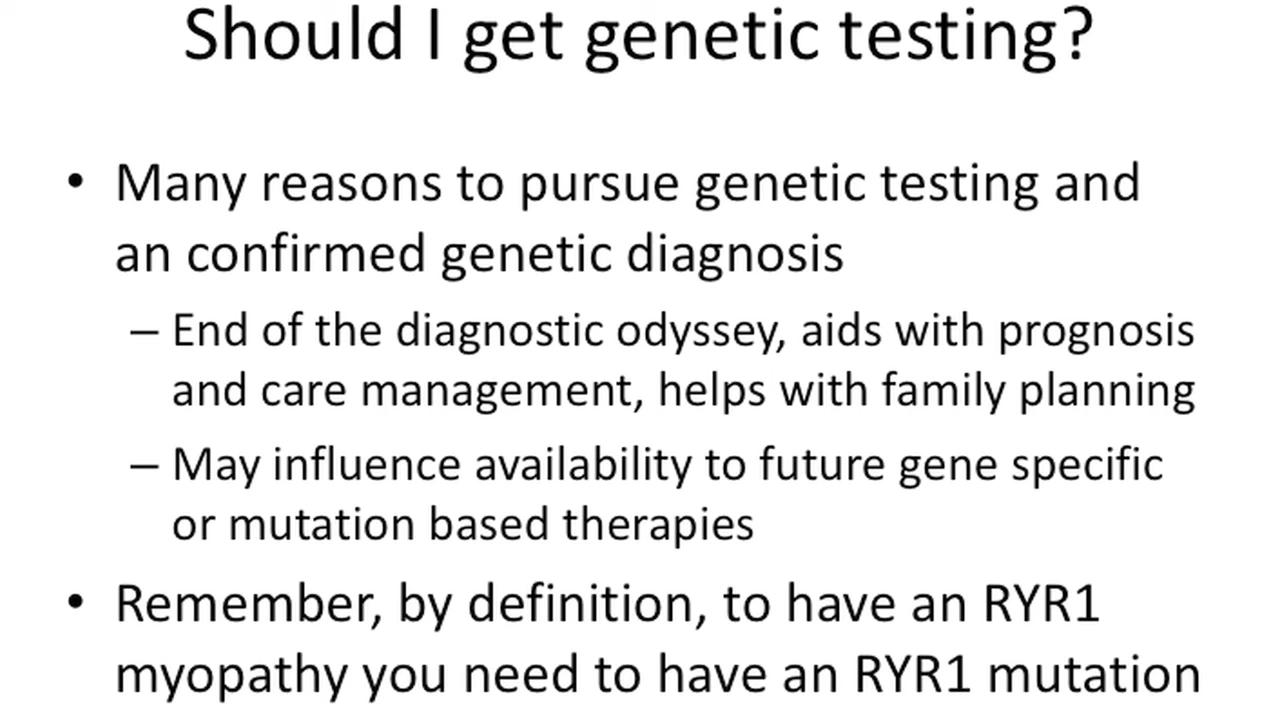 Should I get genetic testing?
• Many reasons to pursue genetic testing and
an confirmed genetic diagnosis
– End of the diagnostic odyssey, aids with prognosis
and care management, helps with family planning
– May influence availability to future gene specific
or mutation based therapies
• Remember, by definition, to have an RYR1
myopathy you need to have an RYR1 mutation